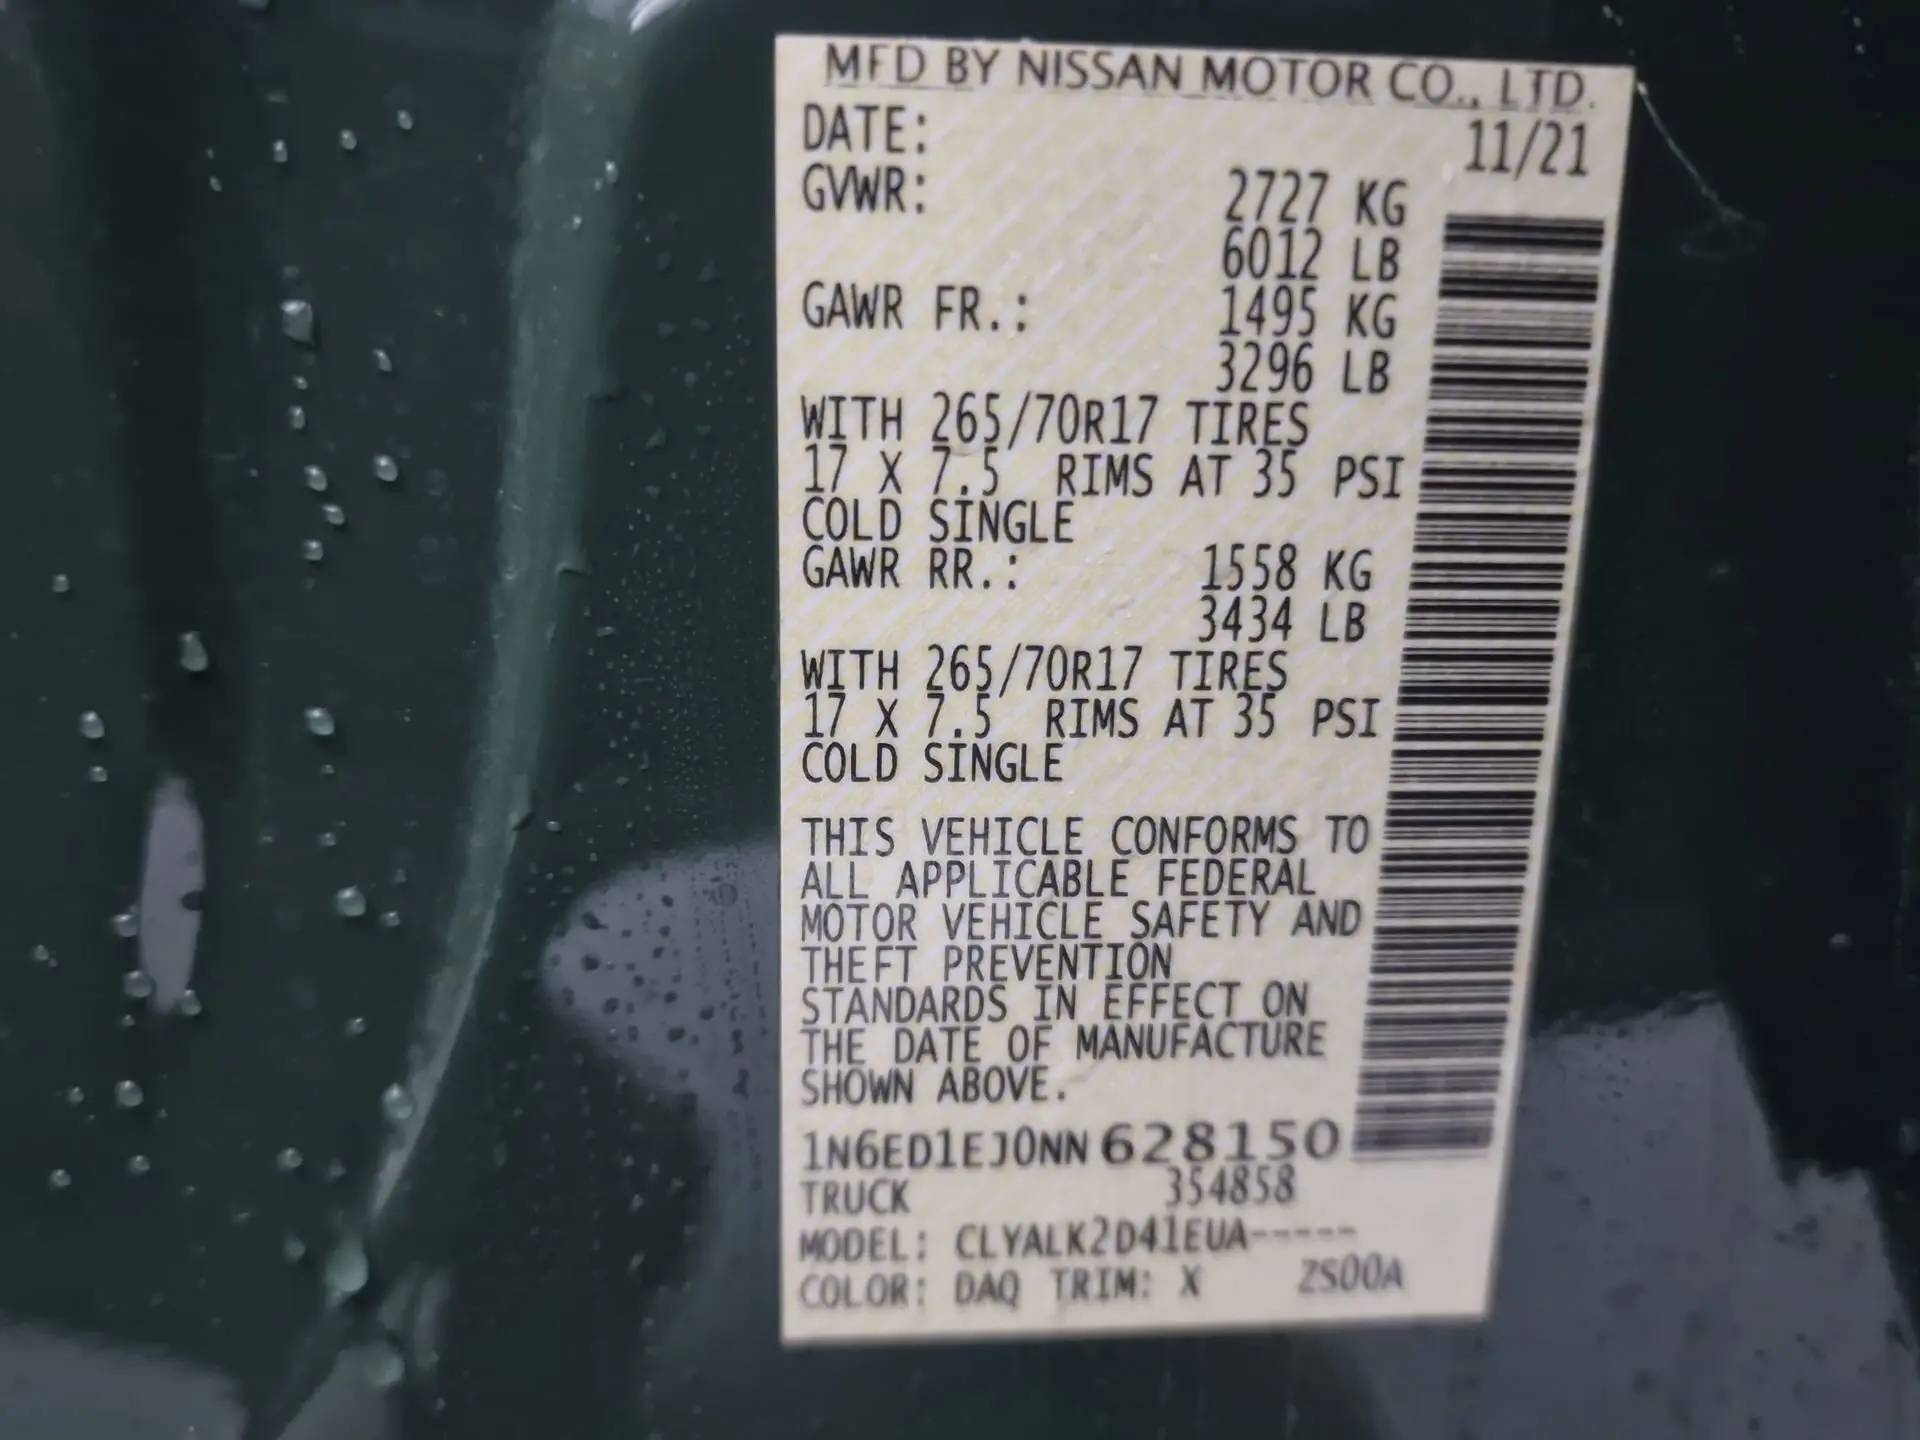 MFD BY NISSAN MOTOR CO., LTD.
DATE: 11/21
GVWR: 2727 KG
6012 LB
GAWR FR.: 1495 KG
3296 LB
WITH 265/70R17 TIRES
17 X 7.5 RIMS AT 35 PSI
COLD SINGLE
GAWR RR.: 1558 KG
3434 LB
WITH 265/70R17 TIRES
17 X 7.5 RIMS AT 35 PSI
COLD SINGLE
THIS VEHICLE CONFORMS TO
ALL APPLICABLE FEDERAL
MOTOR VEHICLE SAFETY AND
THEFT PREVENTION
STANDARDS IN EFFECT ON
THE DATE OF MANUFACTURE
SHOWN ABOVE.
1N6ED1EJ0NN628150
TRUCK 354858
MODEL: CLYALK2D41EUA-----
COLOR: DAQ TRIM: X ZS00A